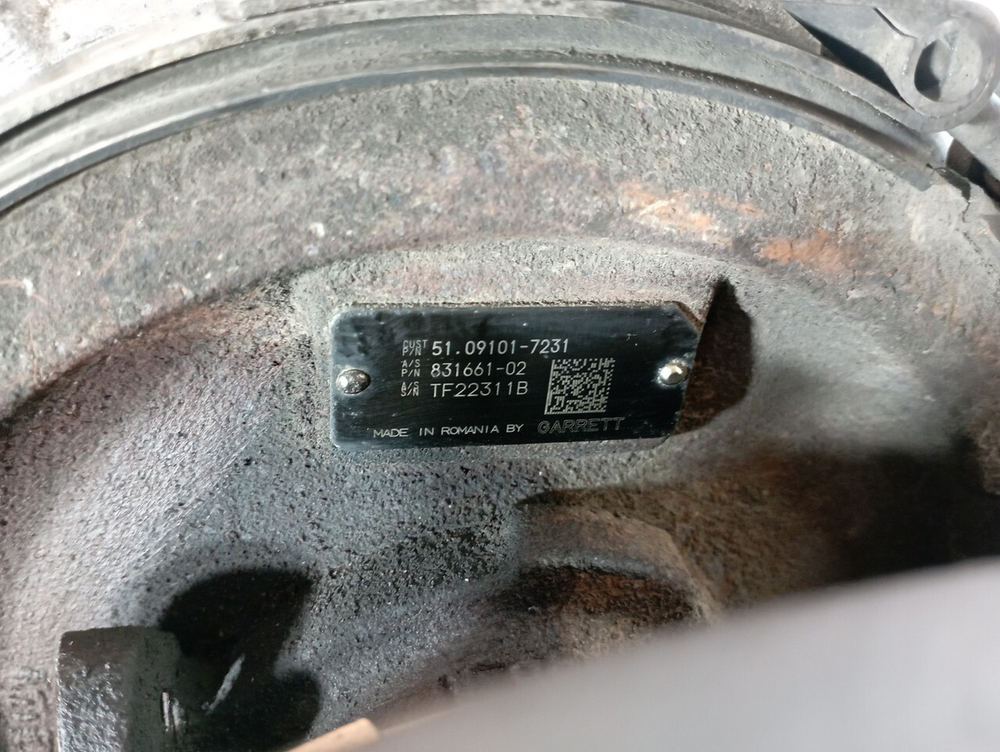 CUST P/N 51.09101-7231
A/S P/N 831661-02
A/S S/N TF22311B
MADE IN ROMANIA BY GARRETT